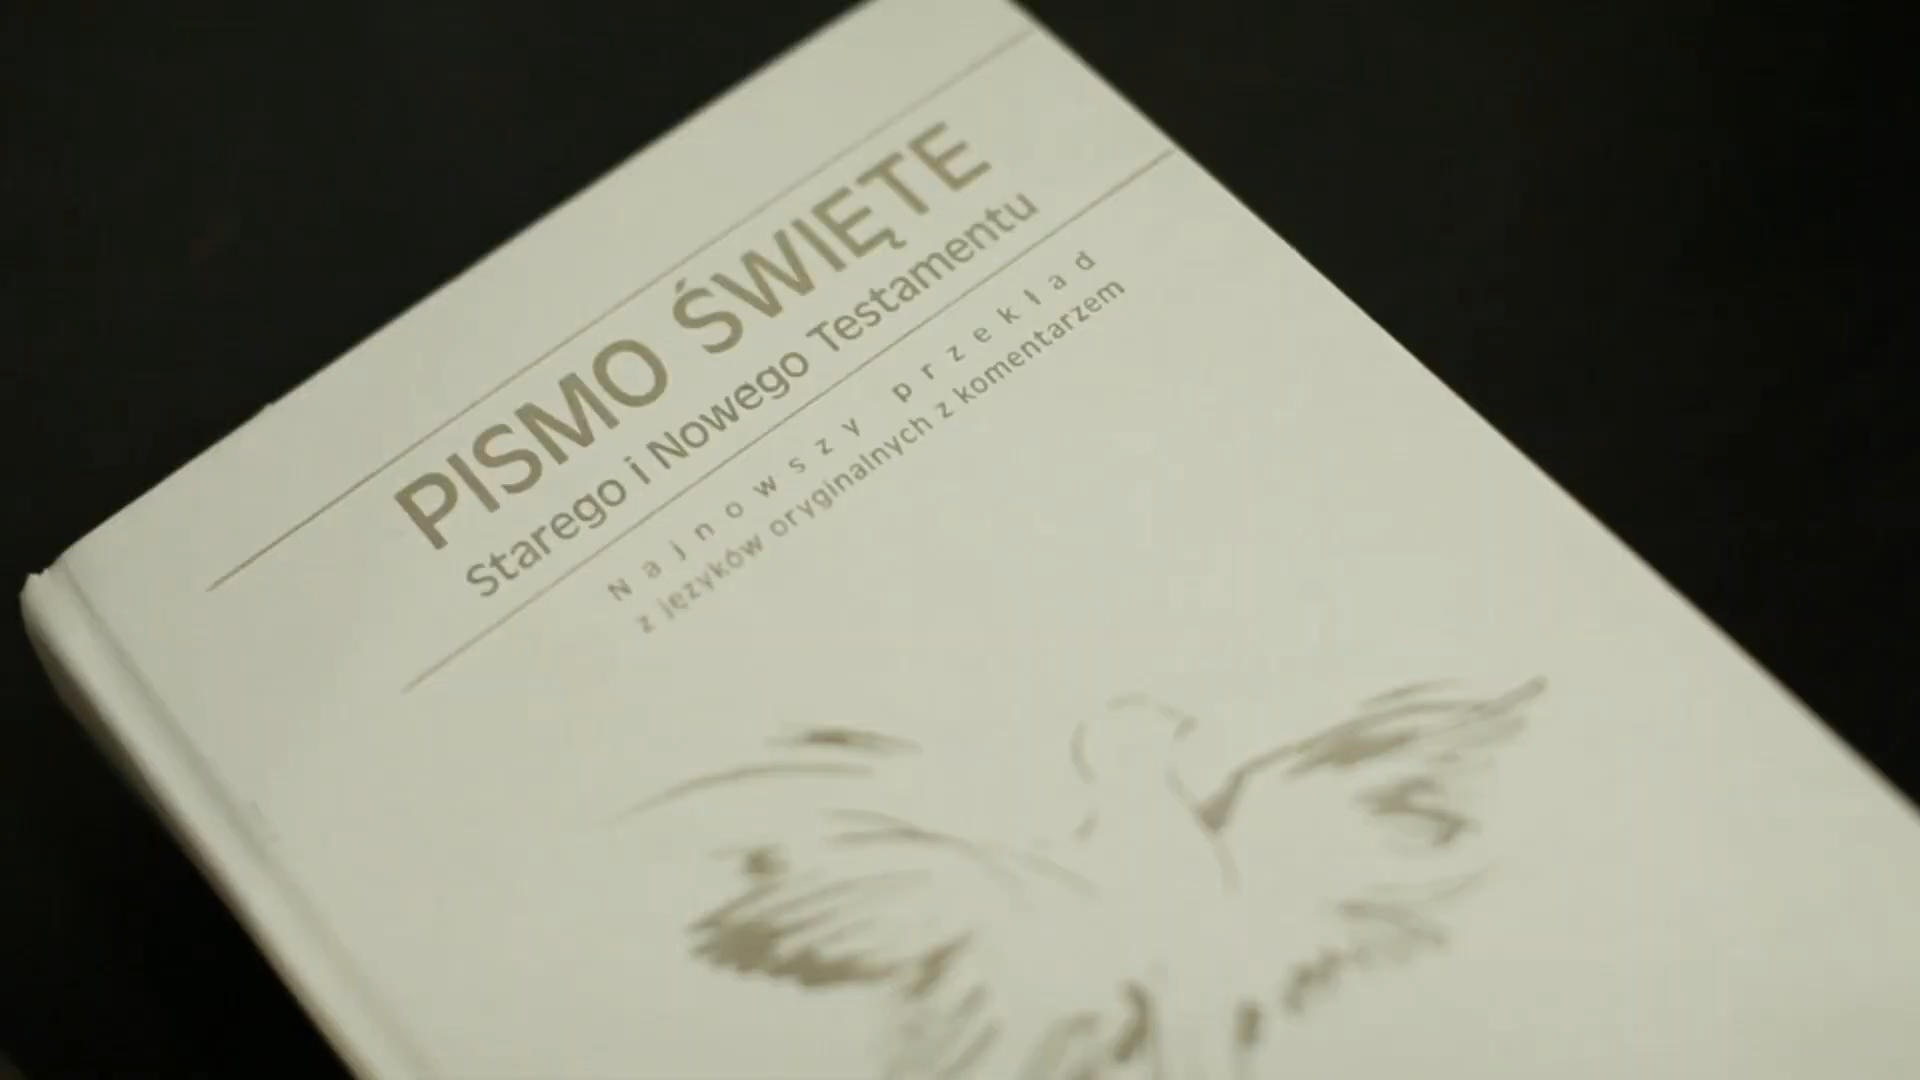 PISMO ŚWIĘTE
Starego i Nowego Testamentu
Najnowszy przekład
z języków oryginalnych z komentarzem